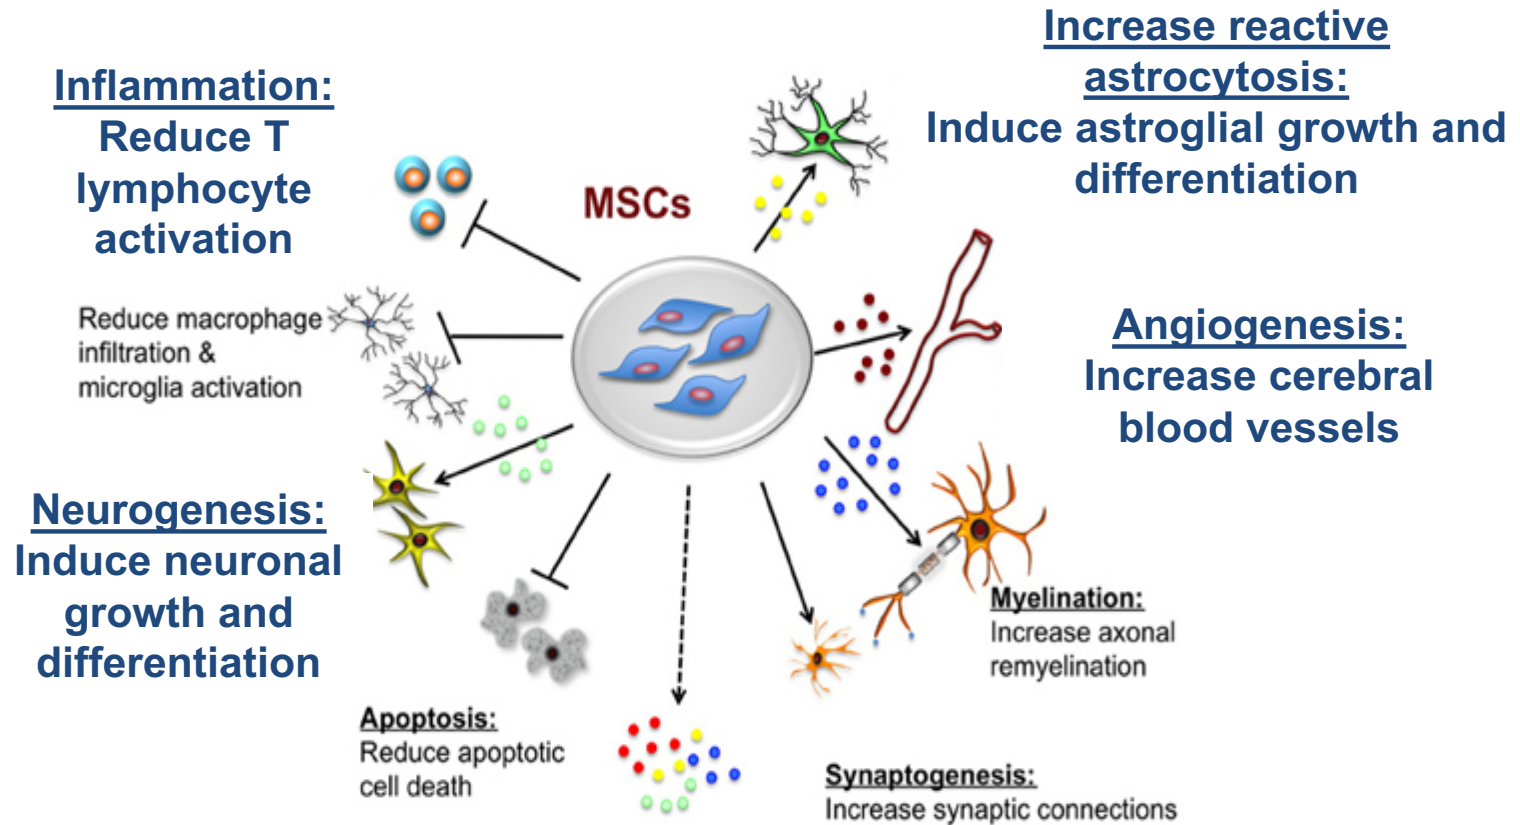 Increase reactive
astrocytosis:
Induce astroglial growth and
differentiation
Inflammation:
Reduce T
lymphocyte
activation
MSCs
Reduce macrophage
infiltration &
microglia activation
Angiogenesis:
Increase cerebral
blood vessels
Neurogenesis:
Induce neuronal
growth and
differentiation
Myelination:
Increase axonal
remyelination
Apoptosis:
Reduce apoptotic
cell death
Synaptogenesis:
Increase synaptic connections